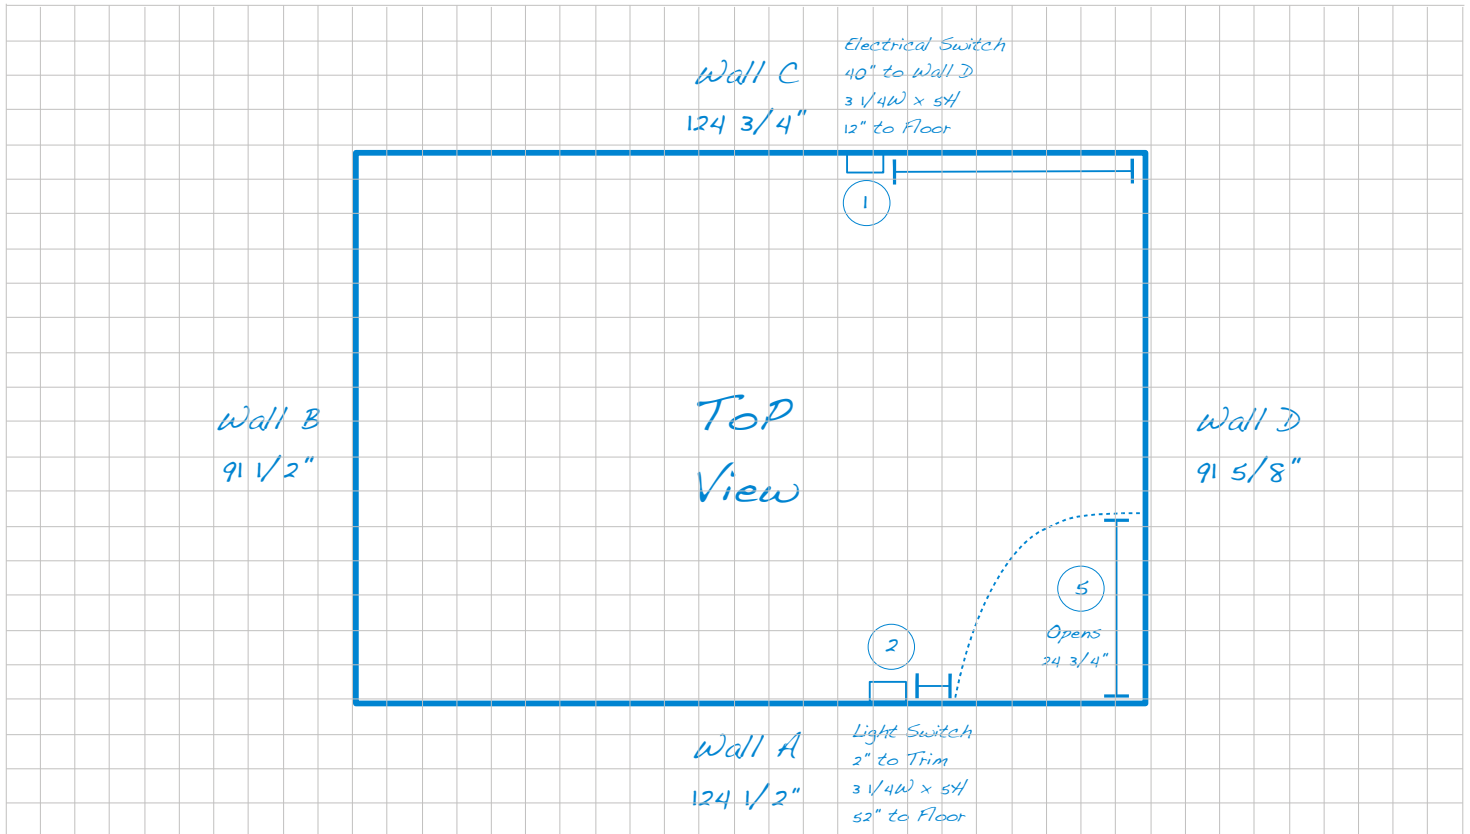 Wall C
124 3/4"
Electrical Switch
40" to Wall D
3 1/4W x 5H
12" to Floor
1
Wall B
91 1/2"
Top
View
Wall D
91 5/8"
5
Opens
24 3/4"
2
Wall A
124 1/2"
Light Switch
2" to Trim
3 1/4W x 5H
52" to Floor